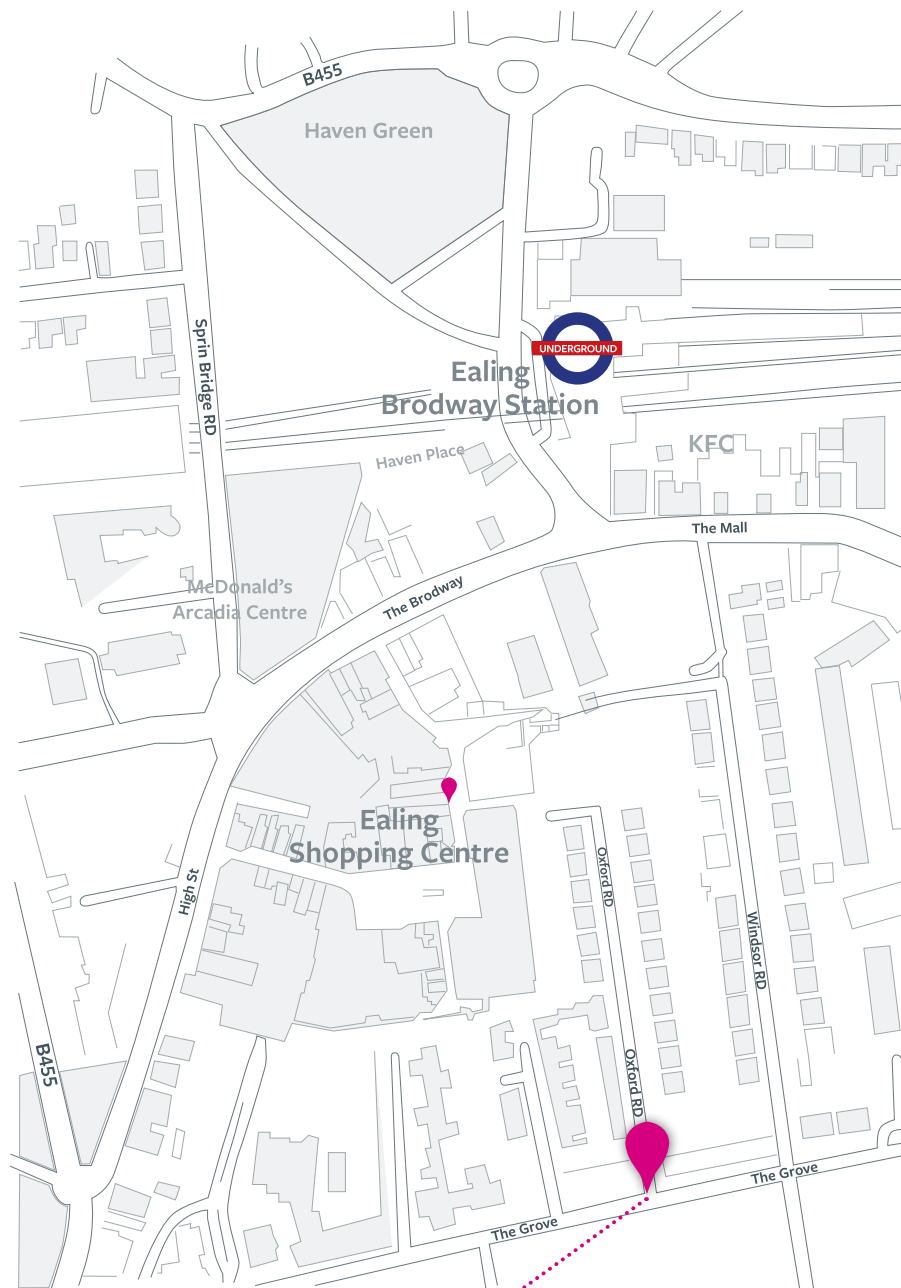 B455
Haven Green
Sprin Bridge RD
UNDERGROUND
Ealing
Brodway Station
KFC
Haven Place
The Mall
McDonald's
Arcadia Centre
The Brodway
Ealing
Shopping Centre
High St
Oxford RD
Windsor RD
B455
Oxford RD
The Grove
The Grove